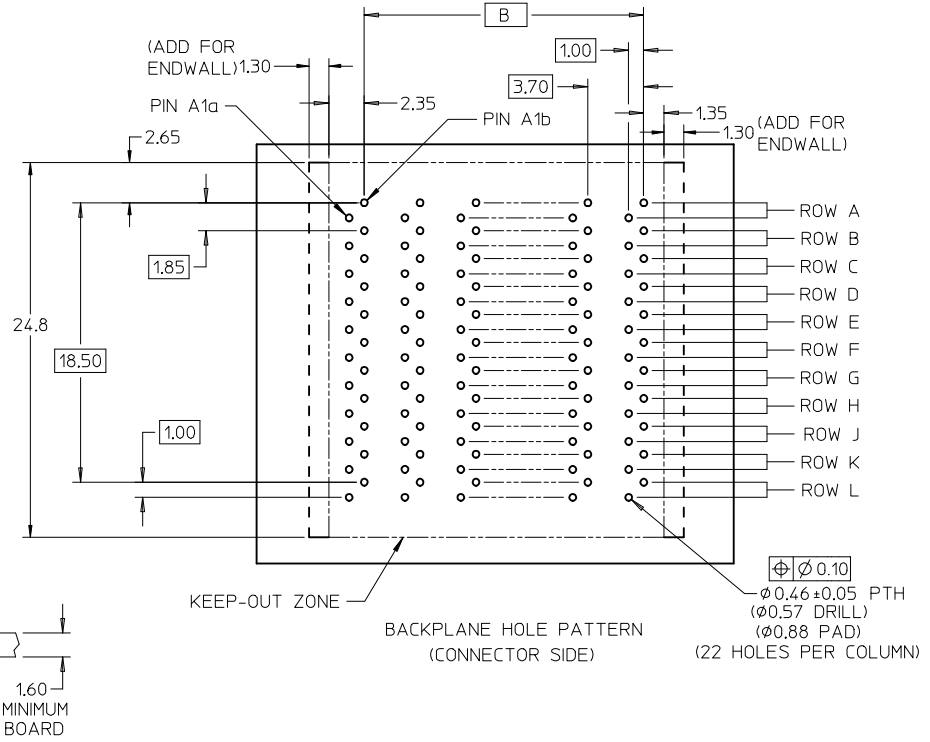 B
(ADD FOR
ENDWALL)
1.30
1.00
3.70
PIN A1a
2.35
PIN A1b
1.35
1.30
(ADD FOR
ENDWALL)
2.65
ROW A
ROW B
1.85
ROW C
ROW D
24.8
ROW E
18.50
ROW F
ROW G
ROW H
1.00
ROW J
ROW K
ROW L
⌖ Ø 0.10
KEEP-OUT ZONE
Ø0.46±0.05 PTH
(Ø0.57 DRILL)
(Ø0.88 PAD)
(22 HOLES PER COLUMN)
BACKPLANE HOLE PATTERN
(CONNECTOR SIDE)
1.60
MINIMUM
BOARD